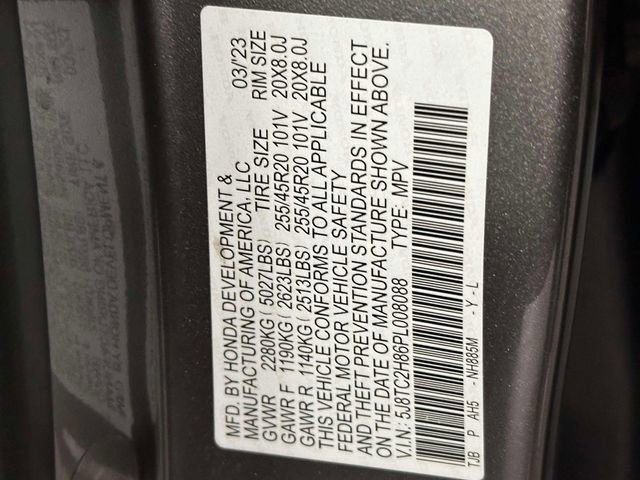 MFD. BY HONDA DEVELOPMENT & 03/'23
MANUFACTURING OF AMERICA, LLC
TIRE SIZE RIM SIZE
GVWR 2280KG( 5027LBS)
GAWR F 1190KG( 2623LBS) 255/45R20 101V 20X8.0J
GAWR R 1140KG( 2513LBS) 255/45R20 101V 20X8.0J
THIS VEHICLE CONFORMS TO ALL APPLICABLE
FEDERAL MOTOR VEHICLE SAFETY
AND THEFT PREVENTION STANDARDS IN EFFECT
ON THE DATE OF MANUFACTURE SHOWN ABOVE.
V.I.N: 5J8TC2H86PL008088 TYPE: MPV
TJB P AH5 - NH885M - Y - L